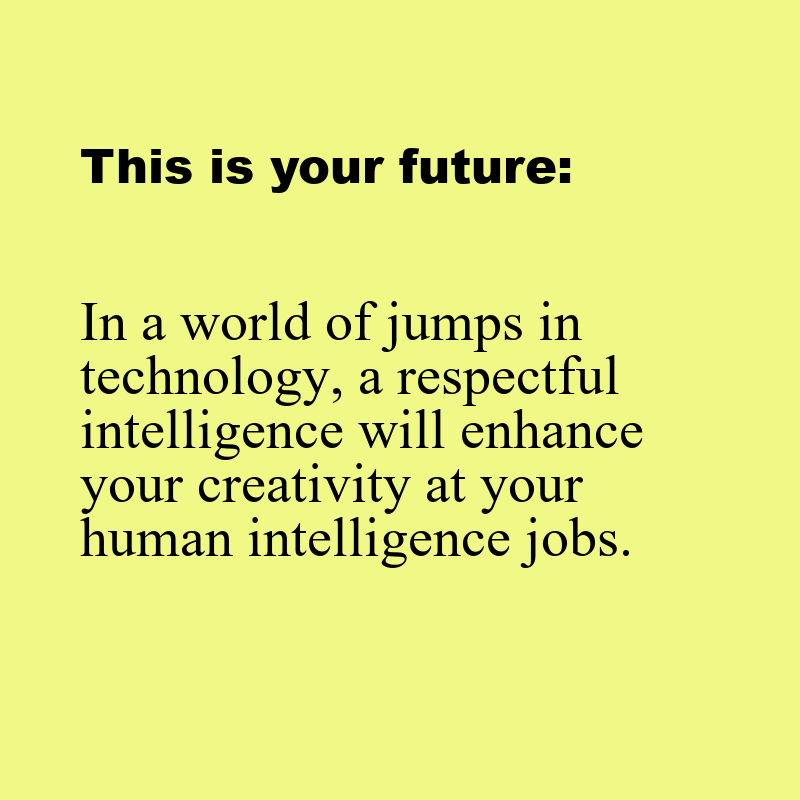 This is your future:
In a world of jumps in
technology, a respectful
intelligence will enhance
your creativity at your
human intelligence jobs.